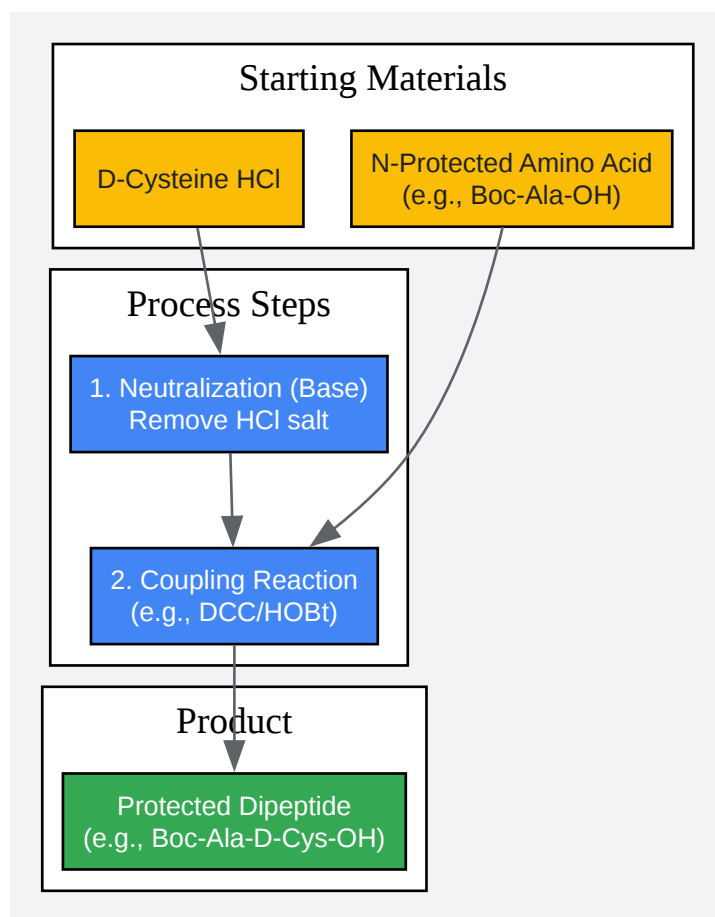 Starting Materials
D-Cysteine HCl
N-Protected Amino Acid
(e.g., Boc-Ala-OH)
Process Steps
1. Neutralization (Base)
Remove HCl salt
2. Coupling Reaction
(e.g., DCC/HOBt)
Product
Protected Dipeptide
(e.g., Boc-Ala-D-Cys-OH)